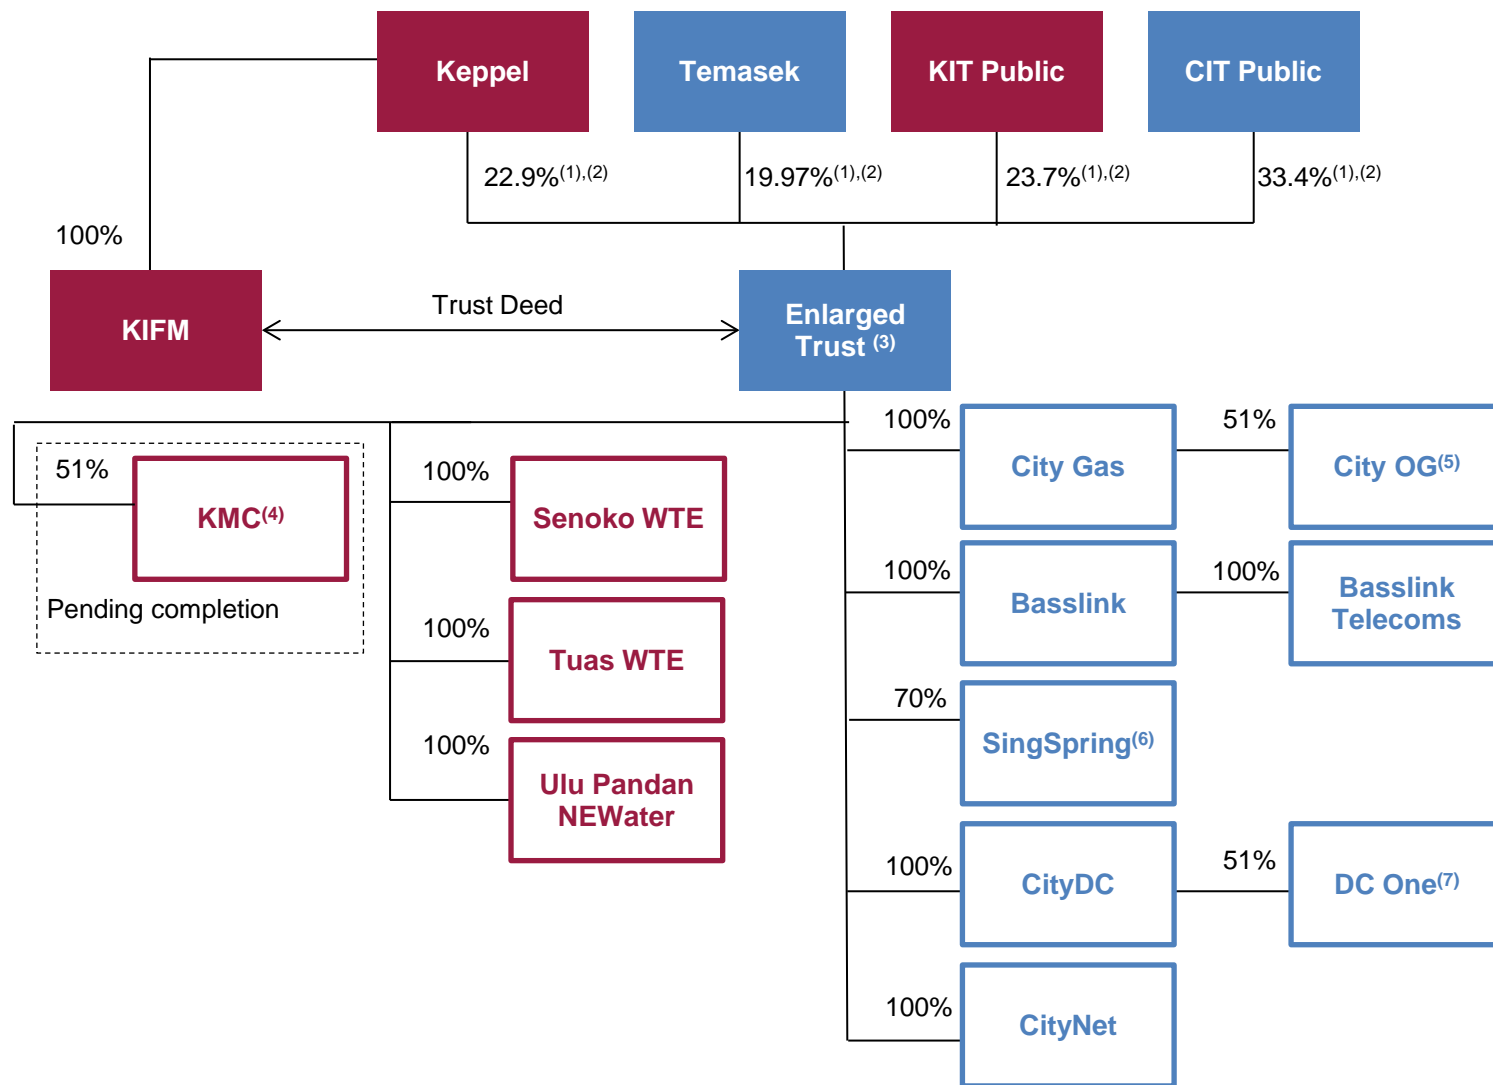 Keppel
Temasek
KIT Public
CIT Public
22.9%(1),(2)
19.97%(1),(2)
23.7%(1),(2)
33.4%(1),(2)
100%
KIFM
Trust Deed
Enlarged
Trust (3)
51%
KMC(4)
Pending completion
100%
Senoko WTE
100%
Tuas WTE
100%
Ulu Pandan
NEWater
100%
City Gas
51%
City OG(5)
100%
Basslink
100%
Basslink
Telecoms
70%
SingSpring(6)
100%
CityDC
51%
DC One(7)
100%
CityNet